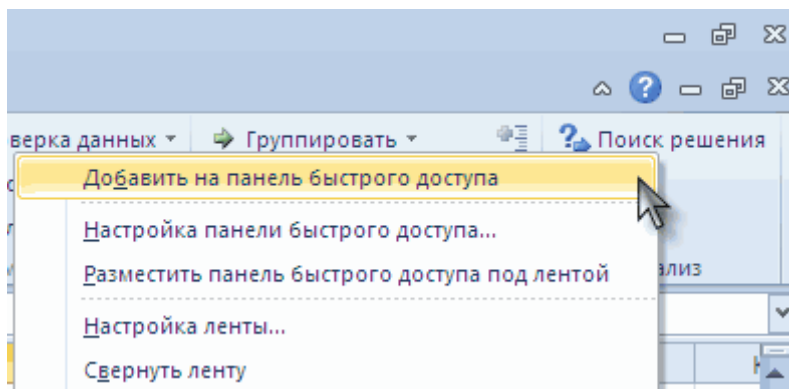 верка данных Группировать Поиск решения
Добавить на панель быстрого доступа
Настройка панели быстрого доступа...
Разместить панель быстрого доступа под лентой
ализ
Настройка ленты...
Свернуть ленту